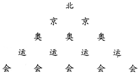 北
京 京
奥 奥 奥
运 运 运 运
会 会 会 会 会